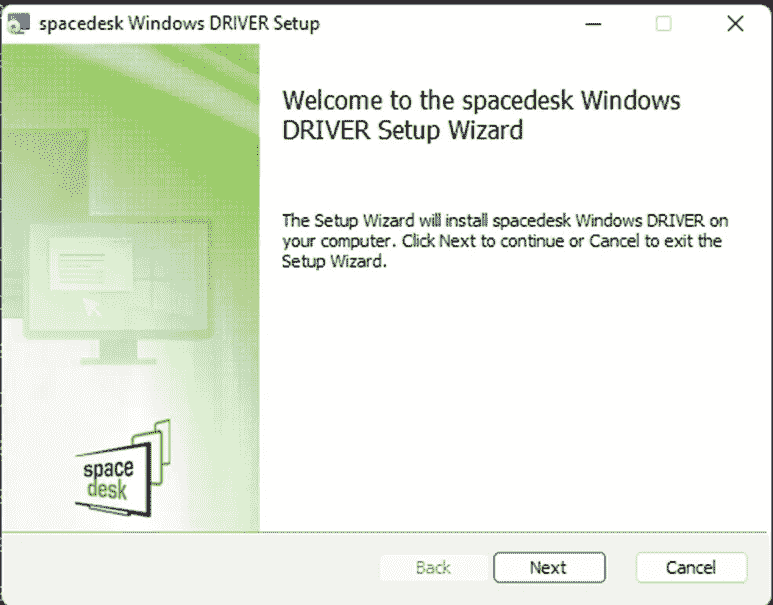 spacedesk Windows DRIVER Setup
Welcome to the spacedesk Windows
DRIVER Setup Wizard
The Setup Wizard will install spacedesk Windows DRIVER on
your computer. Click Next to continue or Cancel to exit the
Setup Wizard.
space
desk
Back
Next
Cancel